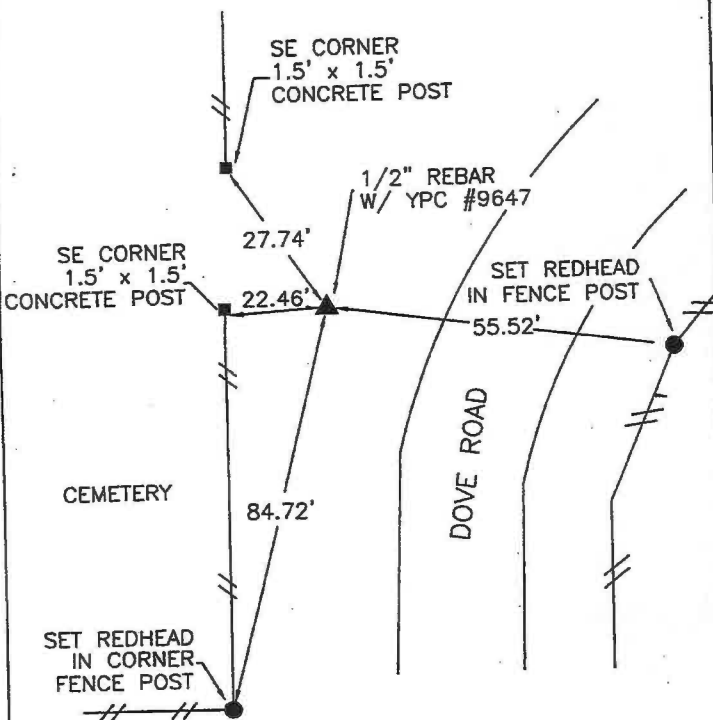 SE CORNER
1.5' x 1.5'
CONCRETE POST
1/2" REBAR
W/ YPC #9647
27.74'
SE CORNER
1.5' x 1.5'
CONCRETE POST
22.46'
SET REDHEAD
IN FENCE POST
55.52'
DOVE ROAD
CEMETERY
84.72'
SET REDHEAD
IN CORNER
FENCE POST